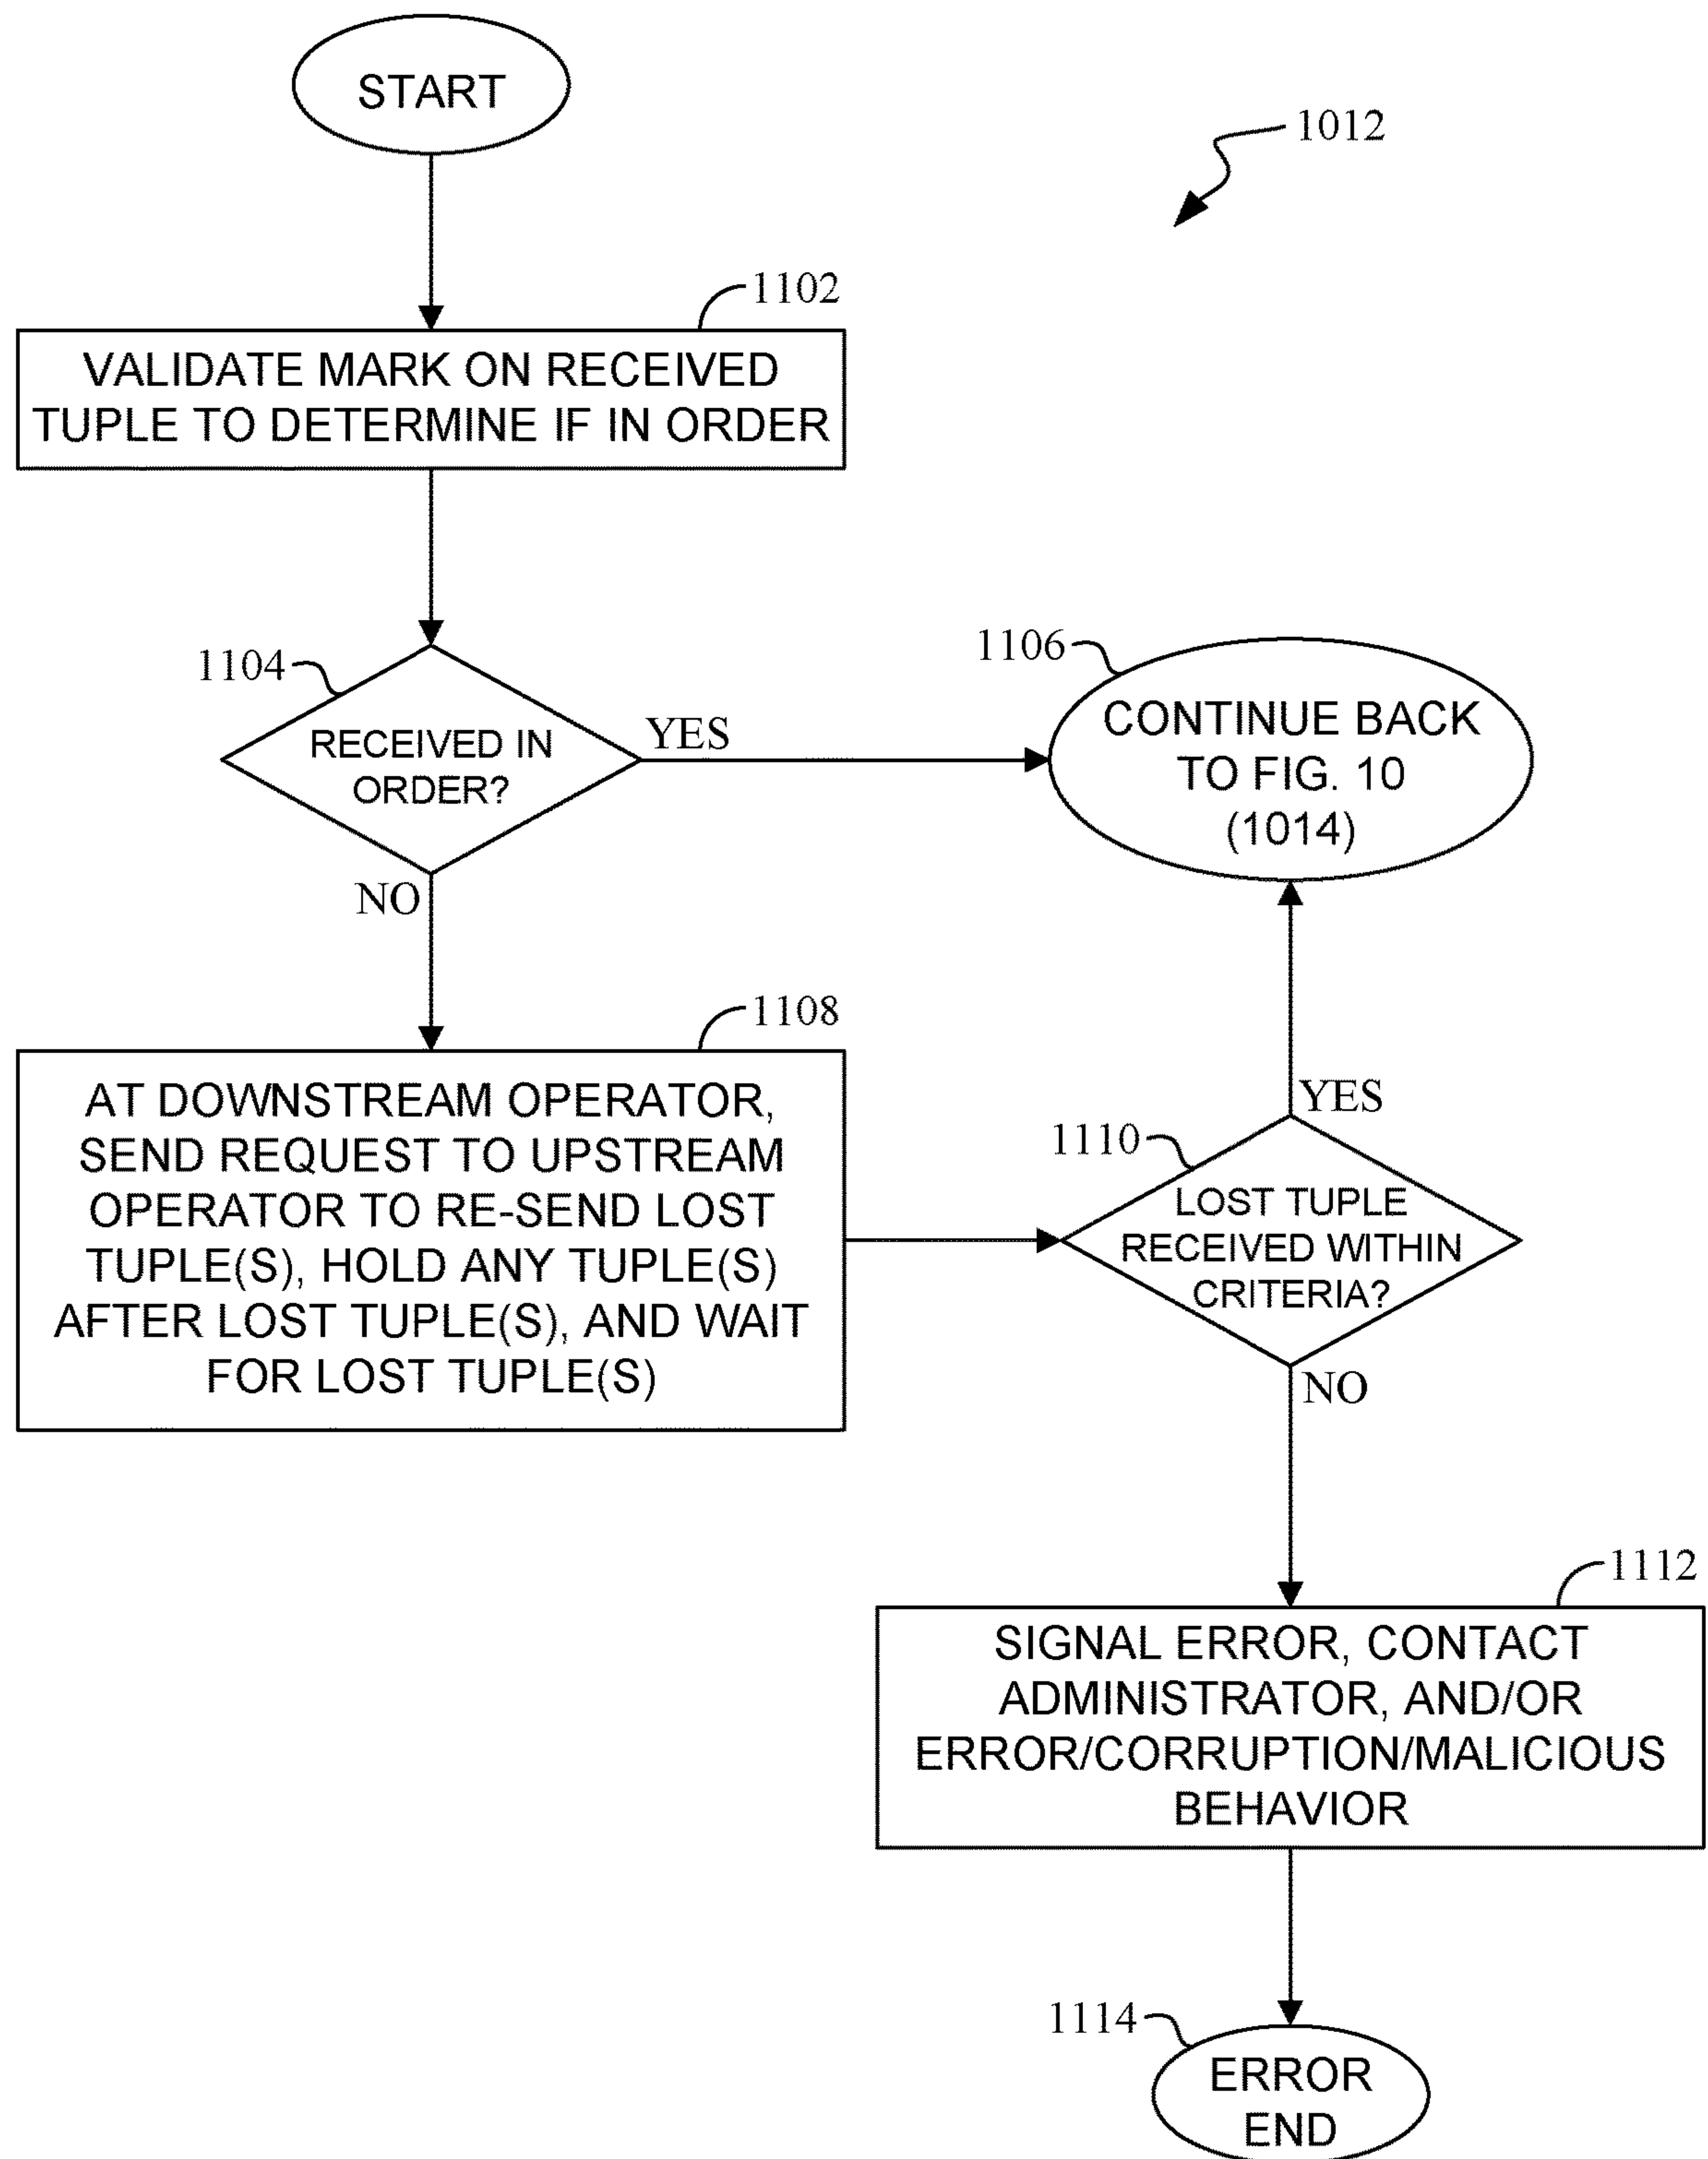 START
1012
1102
VALIDATE MARK ON RECEIVED
TUPLE TO DETERMINE IF IN ORDER
1104
RECEIVED IN
ORDER?
YES
NO
1106
CONTINUE BACK
TO FIG. 10
(1014)
1108
AT DOWNSTREAM OPERATOR,
SEND REQUEST TO UPSTREAM
OPERATOR TO RE-SEND LOST
TUPLE(S), HOLD ANY TUPLE(S)
AFTER LOST TUPLE(S), AND WAIT
FOR LOST TUPLE(S)
YES
1110
LOST TUPLE
RECEIVED WITHIN
CRITERIA?
NO
1112
SIGNAL ERROR, CONTACT
ADMINISTRATOR, AND/OR
ERROR/CORRUPTION/MALICIOUS
BEHAVIOR
1114
ERROR
END